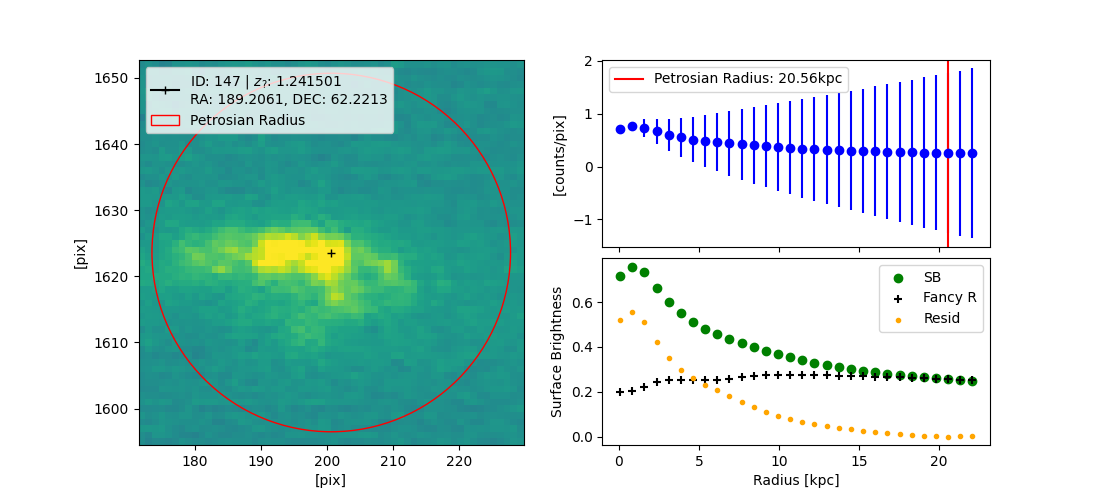 ID: 147 | z?: 1.241501
RA: 189.2061, DEC: 62.2213
Petrosian Radius
1650
1640
1630
1620
1610
1600
[pix]
180
190
200
210
220
[pix]
Petrosian Radius: 20.56kpc
2
1
0
−1
[counts/pix]
SB
Fancy R
Resid
0.6
0.4
0.2
0.0
Surface Brightness
0
5
10
15
20
Radius [kpc]